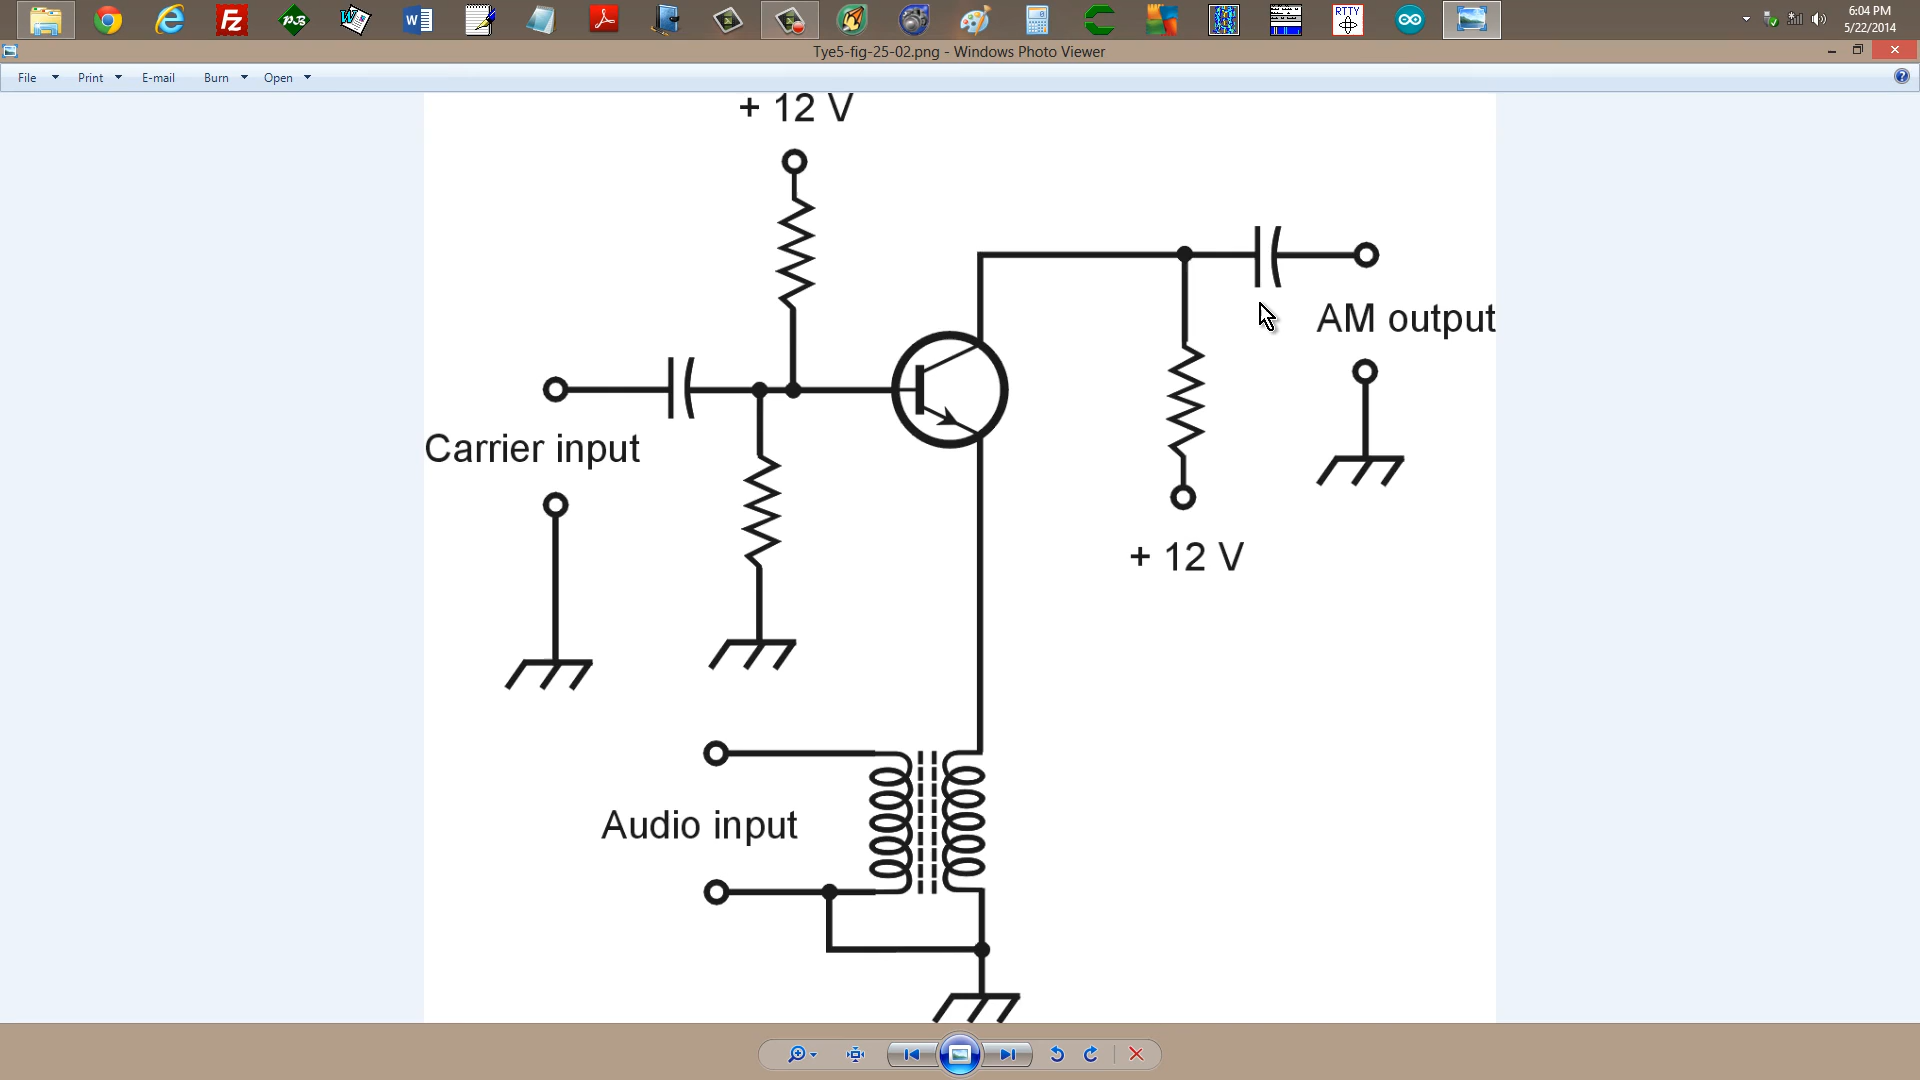 6:04 PM
5/22/2014
Tye5-fig-25-02.png - Windows Photo Viewer
File Print E-mail Burn Open
+ 12 V
AM output
Carrier input
+ 12 V
Audio input
RTTY